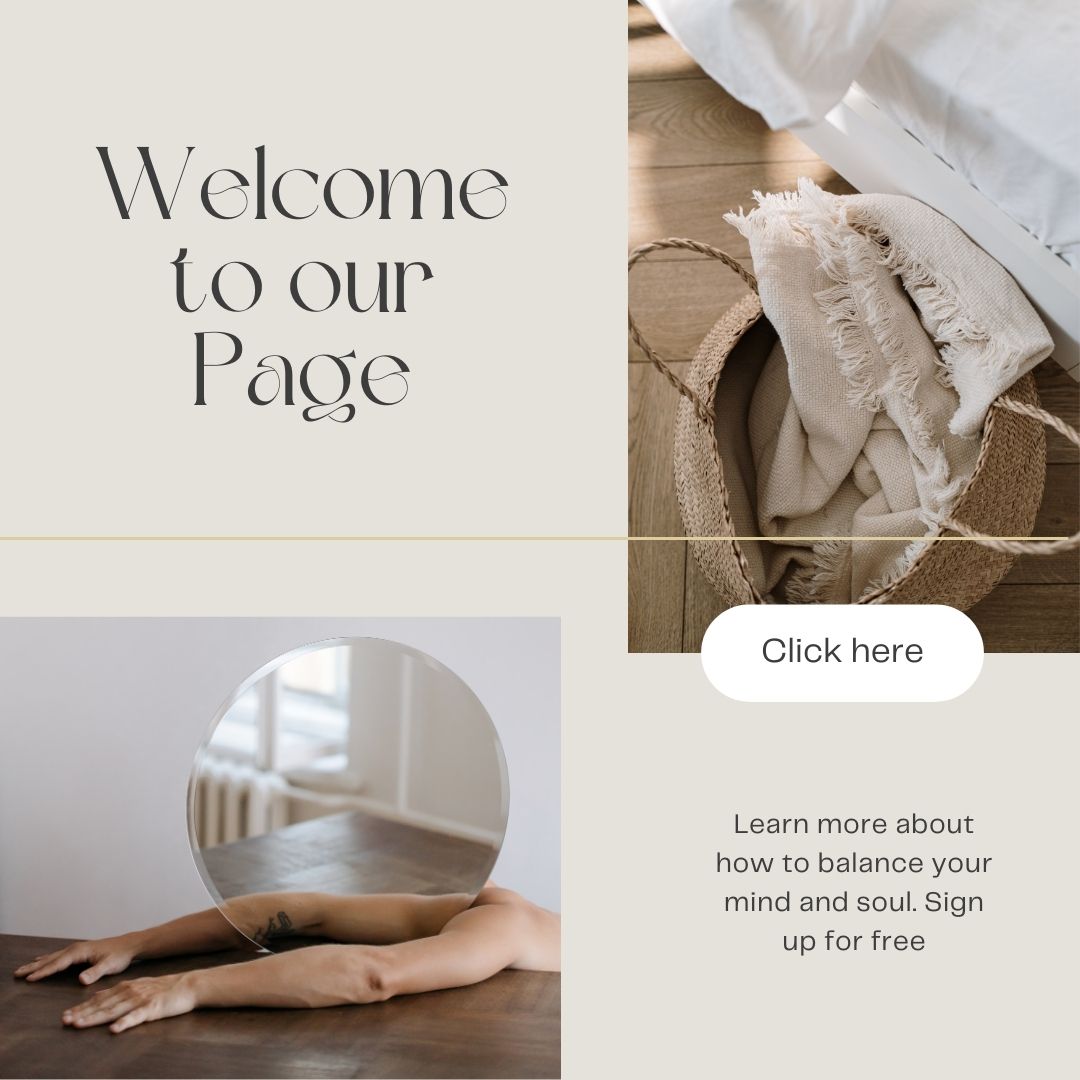 Welcome
to our
Page
Click here
Learn more about
how to balance your
mind and soul. Sign
up for free